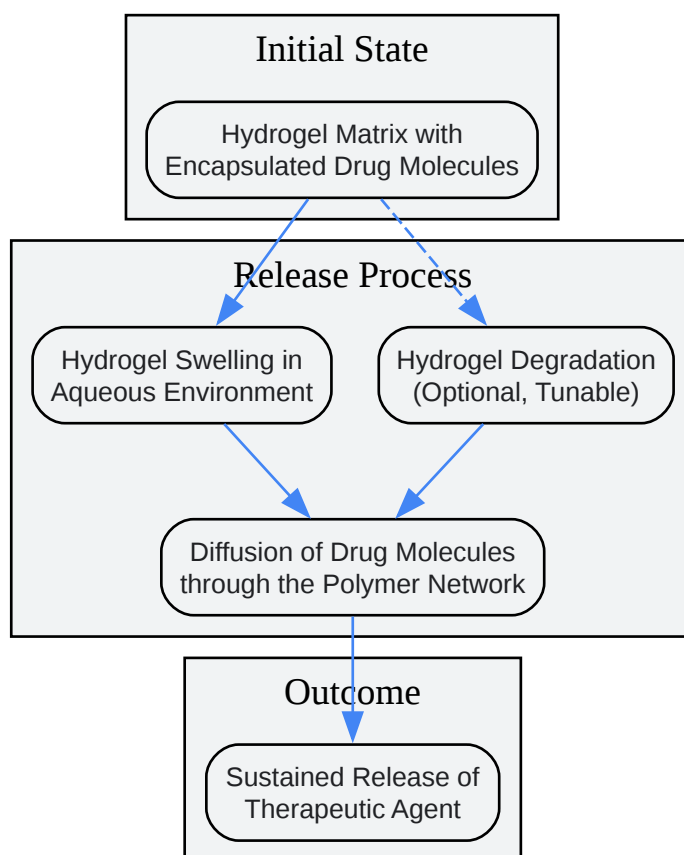 Initial State
Hydrogel Matrix with
Encapsulated Drug Molecules
Release Process
Hydrogel Swelling in
Aqueous Environment
Hydrogel Degradation
(Optional, Tunable)
Diffusion of Drug Molecules
through the Polymer Network
Outcome
Sustained Release of
Therapeutic Agent